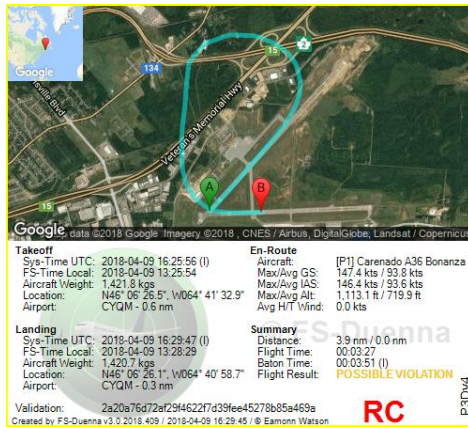 Google
134
15
2
sville Blvd
Veteran's Memorial Hwy
A
B
15
Google
p data ©2018 Google Imagery ©2018 , CNES / Airbus, DigitalGlobe, Landsat / Copernicus
Takeoff
Sys-Time UTC: 2018-04-09 16:25:56 (I)
FS-Time Local: 2018-04-09 13:25:54
Aircraft Weight: 1,421.8 kgs
Location: N46° 06' 26.5", W064° 41' 32.9"
Airport: CYQM - 0.6 nm
En-Route
Aircraft: [P1] Carenado A36 Bonanza
Max/Avg GS: 147.4 kts / 93.8 kts
Max/Avg IAS: 146.4 kts / 93.6 kts
Max/Avg Alt: 1,113.1 ft / 719.9 ft
Avg H/T Wind: 0.0 kts
Landing
Sys-Time UTC: 2018-04-09 16:29:47 (I)
FS-Time Local: 2018-04-09 13:28:29
Aircraft Weight: 1,420.7 kgs
Location: N46° 06' 26.1", W064° 40' 58.7"
Airport: CYQM - 0.3 nm
FS-Duenna
Summary
Distance: 3.9 nm / 0.0 nm
Flight Time: 00:03:27
Baton Time: 00:03:51 (I)
Flight Result: POSSIBLE VIOLATION
Validation: 2a20a76d72af29f4622f7d39fee45278b85a469a
Created by FS-Duenna v3.0.2018.409 / 2018-04-09 16:29:45 / © Eamonn Watson
RC
P3Dv4